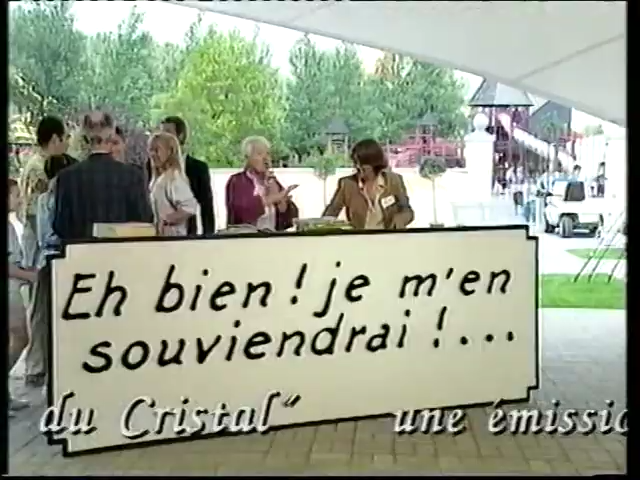 Eh bien ! je m'en
souviendrai !...
du Cristal" une émissio